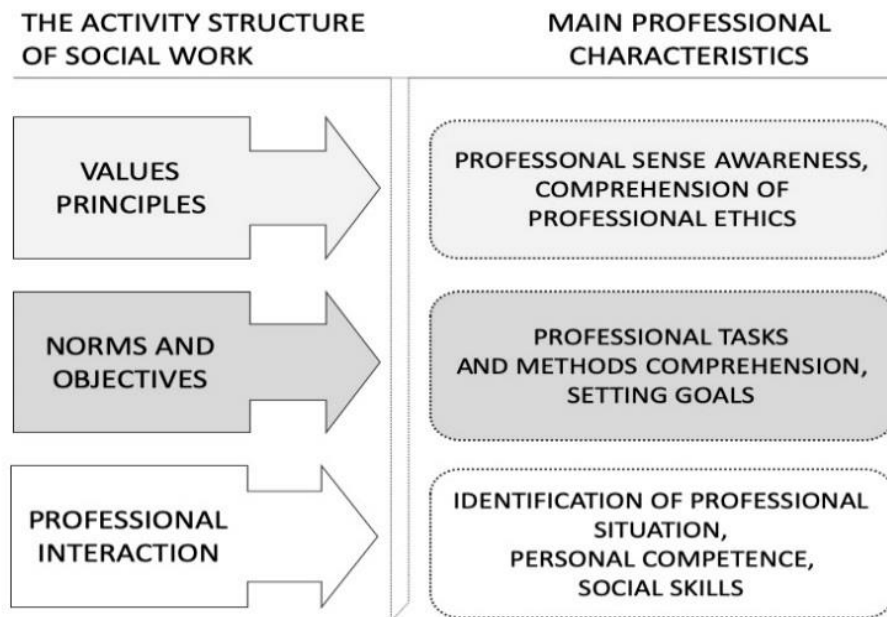 THE ACTIVITY STRUCTURE
OF SOCIAL WORK
MAIN PROFESSIONAL
CHARACTERISTICS
VALUES
PRINCIPLES
PROFESSONAL SENSE AWARENESS,
COMPREHENSION OF
PROFESSIONAL ETHICS
NORMS AND
OBJECTIVES
PROFESSIONAL TASKS
AND METHODS COMPREHENSION,
SETTING GOALS
PROFESSIONAL
INTERACTION
IDENTIFICATION OF PROFESSIONAL
SITUATION,
PERSONAL COMPETENCE,
SOCIAL SKILLS